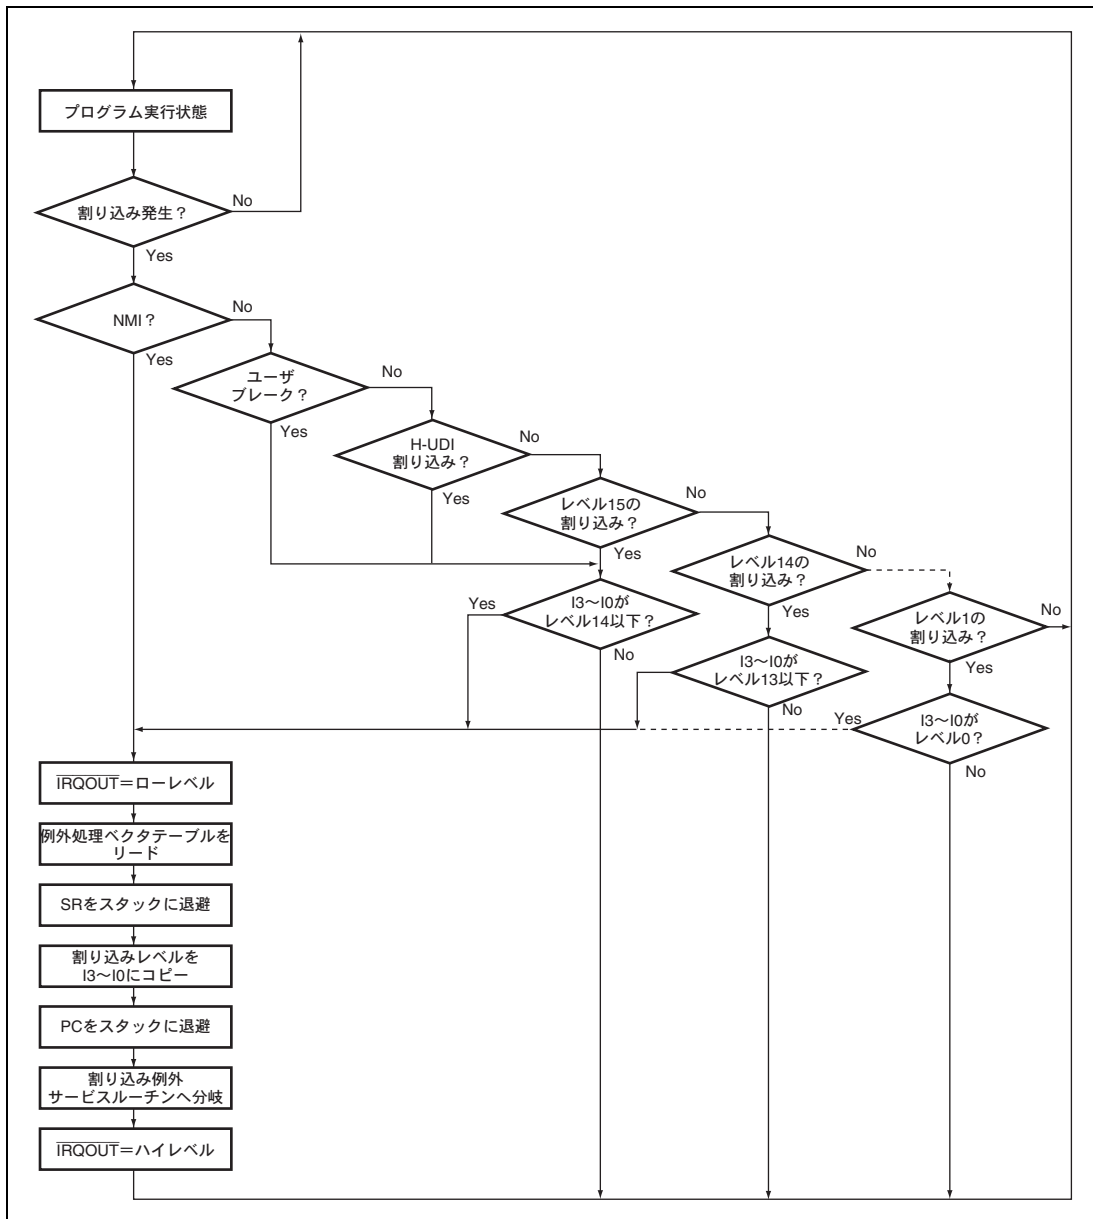 プログラム実行状態
割り込み発生？
No
Yes
NMI？
No
Yes
ユーザ
ブレーク？
No
Yes
H-UDI
割り込み？
No
Yes
レベル15の
割り込み？
No
Yes
レベル14の
割り込み？
No
Yes
レベル1の
割り込み？
No
Yes
I3〜I0が
レベル14以下？
Yes
No
I3〜I0が
レベル13以下？
No
I3〜I0が
レベル0？
Yes
No
IRQOUT＝ローレベル
例外処理ベクタテーブルを
リード
SRをスタックに退避
割り込みレベルを
I3〜I0にコピー
PCをスタックに退避
割り込み例外
サービスルーチンへ分岐
IRQOUT＝ハイレベル